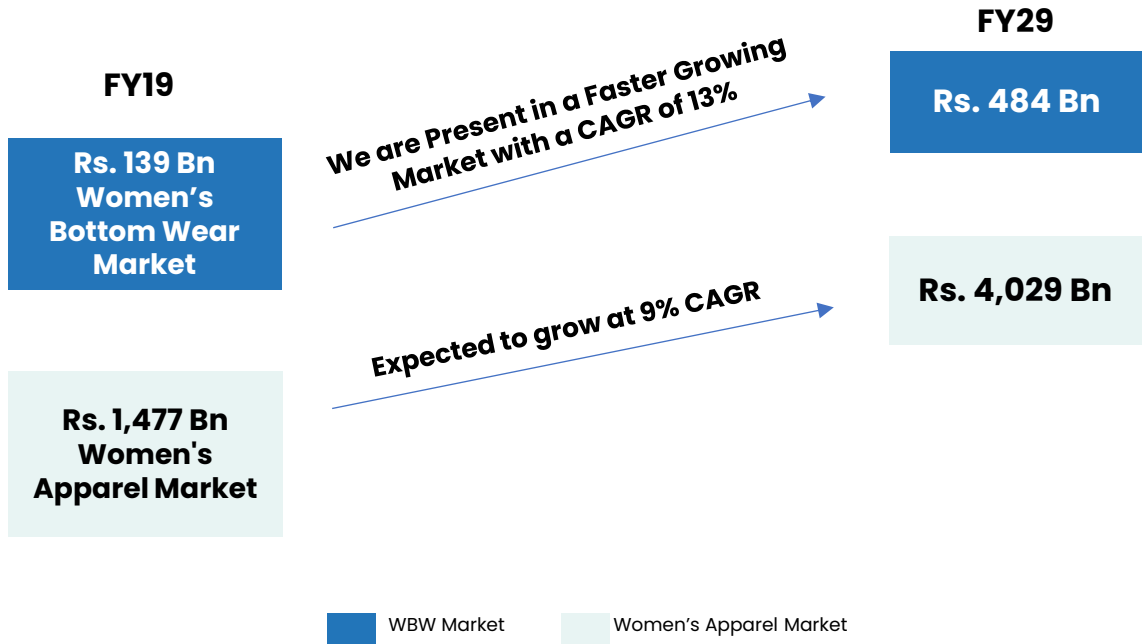 FY19
FY29
Rs. 139 Bn
Women’s
Bottom Wear
Market
We are Present in a Faster Growing
Market with a CAGR of 13%
Rs. 484 Bn
Rs. 1,477 Bn
Women's
Apparel Market
Expected to grow at 9% CAGR
Rs. 4,029 Bn
WBW Market
Women’s Apparel Market